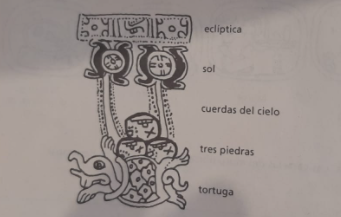 eclíptica
sol
cuerdas del cielo
tres piedras
tortuga